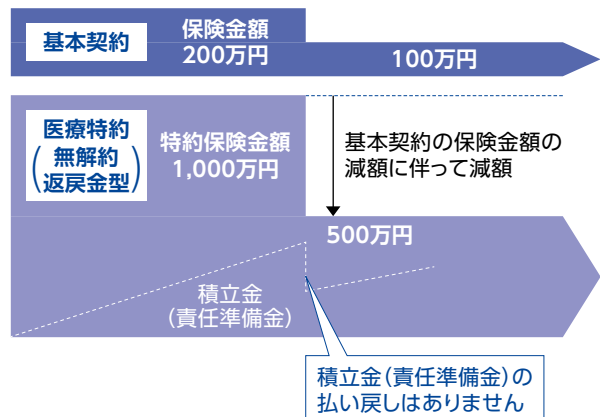 基本契約
保険金額
200万円
100万円
医療特約
(無解約
返戻金型)
特約保険金額
1,000万円
基本契約の保険金額の
減額に伴って減額
500万円
積立金
(責任準備金)
積立金(責任準備金)の
払い戻しはありません